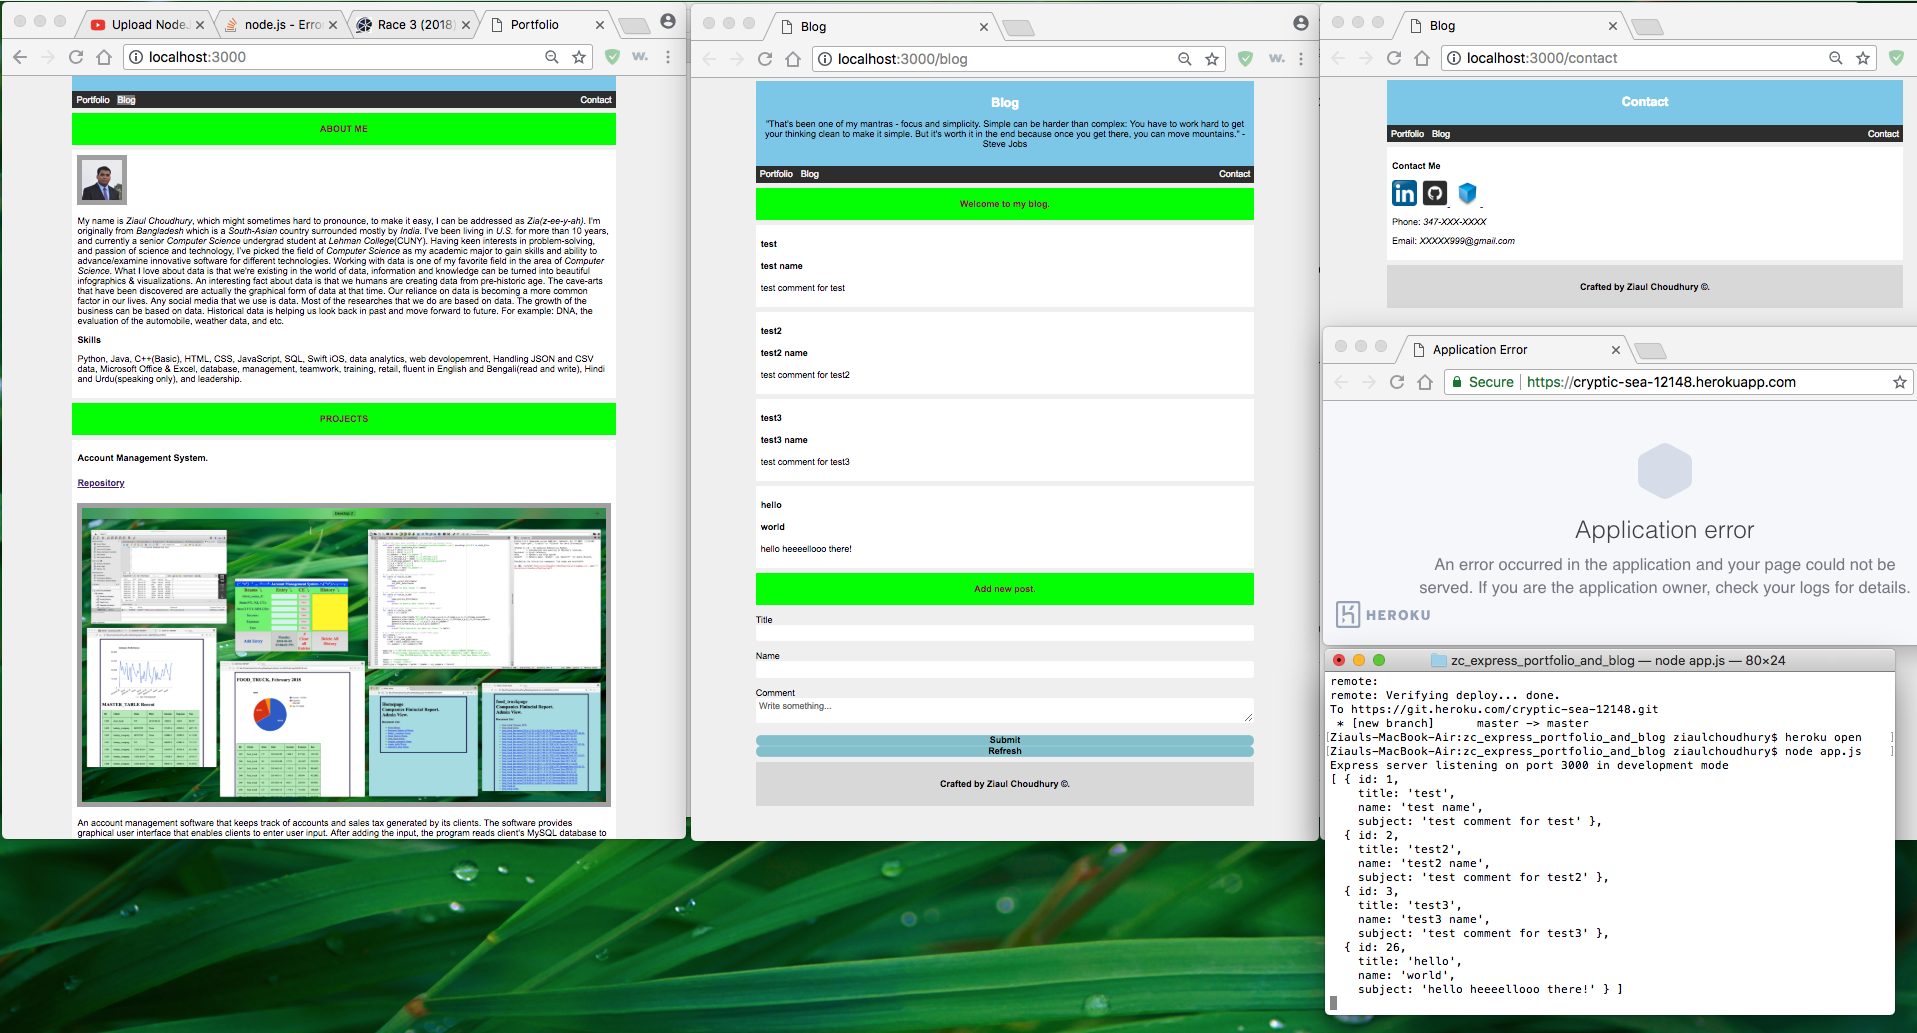 Upload Node.
node.js - Erro
Race 3 (2018)
Portfolio
localhost:3000
Portfolio Blog Contact
ABOUT ME
My name is Ziaul Choudhury, which might sometimes hard to pronounce, to make it easy, I can be addressed as Zia(z-ee-y-ah). I'm
originally from Bangladesh which is a South-Asian country surrounded mostly by India. I've been living in U.S. for more than 10 years,
and currently a senior Computer Science undergrad student at Lehman College(CUNY). Having keen interests in problem-solving,
and passion of science and technology, I've picked the field of Computer Science as my academic major to gain skills and ability to
advance/examine innovative software for different technologies. Working with data is one of my favorite field in the area of Computer
Science. What I love about data is that we're existing in the world of data, information and knowledge can be turned into beautiful
infographics & visualizations. An interesting fact about data is that we humans are creating data from pre-historic age. The cave-arts
that have been discovered are actually the graphical form of data at that time. Our reliance on data is becoming a more common
factor in our lives. Any social media that we use is data. Most of the researches that we do are based on data. The growth of the
business can be based on data. Historical data is helping us look back in past and move forward to future. For example: DNA, the
evaluation of the automobile, weather data, and etc.
Skills
Python, Java, C++(Basic), HTML, CSS, JavaScript, SQL, Swift iOS, data analytics, web devolopemrent, Handling JSON and CSV
data, Microsoft Office & Excel, database, management, teamwork, training, retail, fluent in English and Bengali(read and write), Hindi
and Urdu(speaking only), and leadership.
PROJECTS
Account Management System.
Repository
Account Management System
FOOD_TRUCK, February 2018
MASTER_TABLE Recent
Homepage
Companies Finincial Report.
Admin View.
food_truckpage
Companies Finincial Report.
Admin View.
An account management software that keeps track of accounts and sales tax generated by its clients. The software provides
graphical user interface that enables clients to enter user input. After adding the input, the program reads client's MySQL database to
Blog
localhost:3000/blog
Blog
"That's been one of my mantras - focus and simplicity. Simple can be harder than complex: You have to work hard to get
your thinking clean to make it simple. But it's worth it in the end because once you get there, you can move mountains." -
Steve Jobs
Portfolio Blog Contact
Welcome to my blog.
test
test name
test comment for test
test2
test2 name
test comment for test2
test3
test3 name
test comment for test3
hello
world
hello heeeellooo there!
Add new post.
Title
Name
Comment
Write something...
Submit
Refresh
Crafted by Ziaul Choudhury ©.
Blog
localhost:3000/contact
Contact
Portfolio Blog Contact
Contact Me
Phone: 347-XXX-XXXX
Email: XXXXX999@gmail.com
Crafted by Ziaul Choudhury ©.
Application Error
Secure https://cryptic-sea-12148.herokuapp.com
Application error
An error occurred in the application and your page could not be
served. If you are the application owner, check your logs for details.
HEROKU
zc_express_portfolio_and_blog — node app.js — 80×24
remote:
remote: Verifying deploy... done.
To https://git.heroku.com/cryptic-sea-12148.git
* [new branch] master -> master
[Ziauls-MacBook-Air:zc_express_portfolio_and_blog ziaulchoudhury$ heroku open ]
[Ziauls-MacBook-Air:zc_express_portfolio_and_blog ziaulchoudhury$ node app.js ]
Express server listening on port 3000 in development mode
[ { id: 1,
title: 'test',
name: 'test name',
subject: 'test comment for test' },
{ id: 2,
title: 'test2',
name: 'test2 name',
subject: 'test comment for test2' },
{ id: 3,
title: 'test3',
name: 'test3 name',
subject: 'test comment for test3' },
{ id: 26,
title: 'hello',
name: 'world',
subject: 'hello heeeellooo there!' } ]